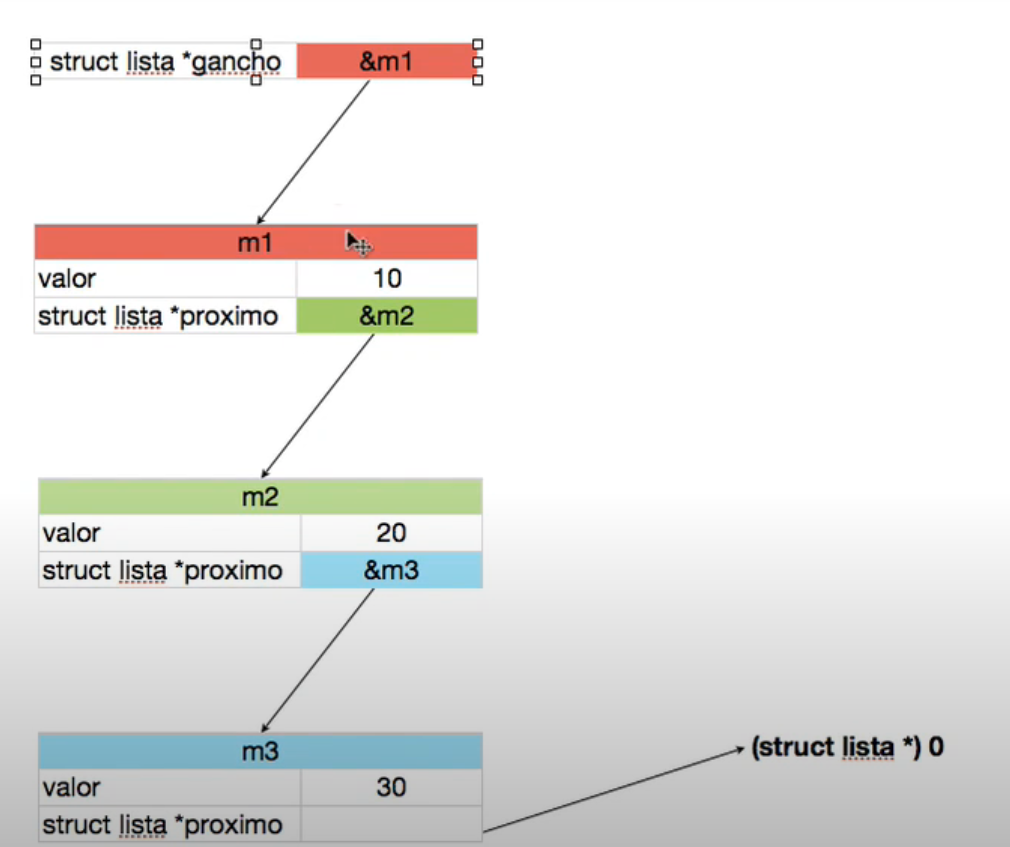 struct lista *gancho &m1
m1
valor 10
struct lista *proximo &m2
m2
valor 20
struct lista *proximo &m3
m3
(struct lista *) 0
valor 30
struct lista *proximo